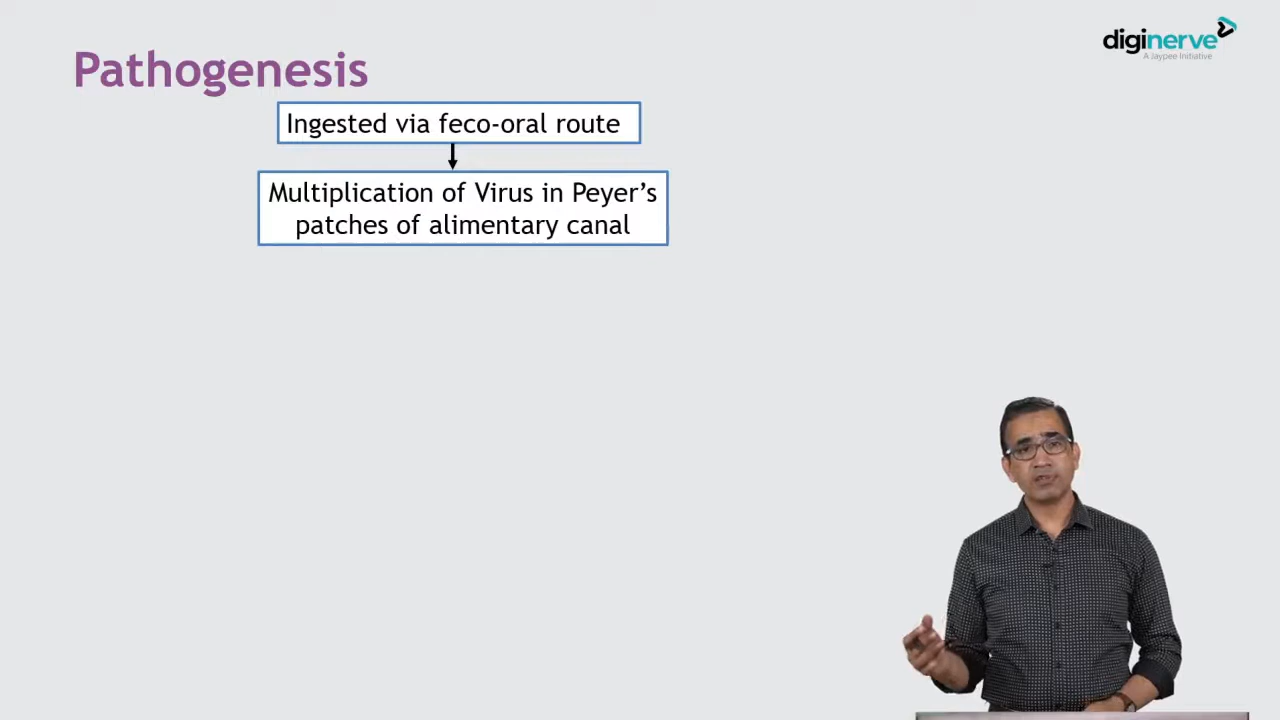 diginerve
A Jaypee Initiative
Pathogenesis
Ingested via feco-oral route
Multiplication of Virus in Peyer’s
patches of alimentary canal